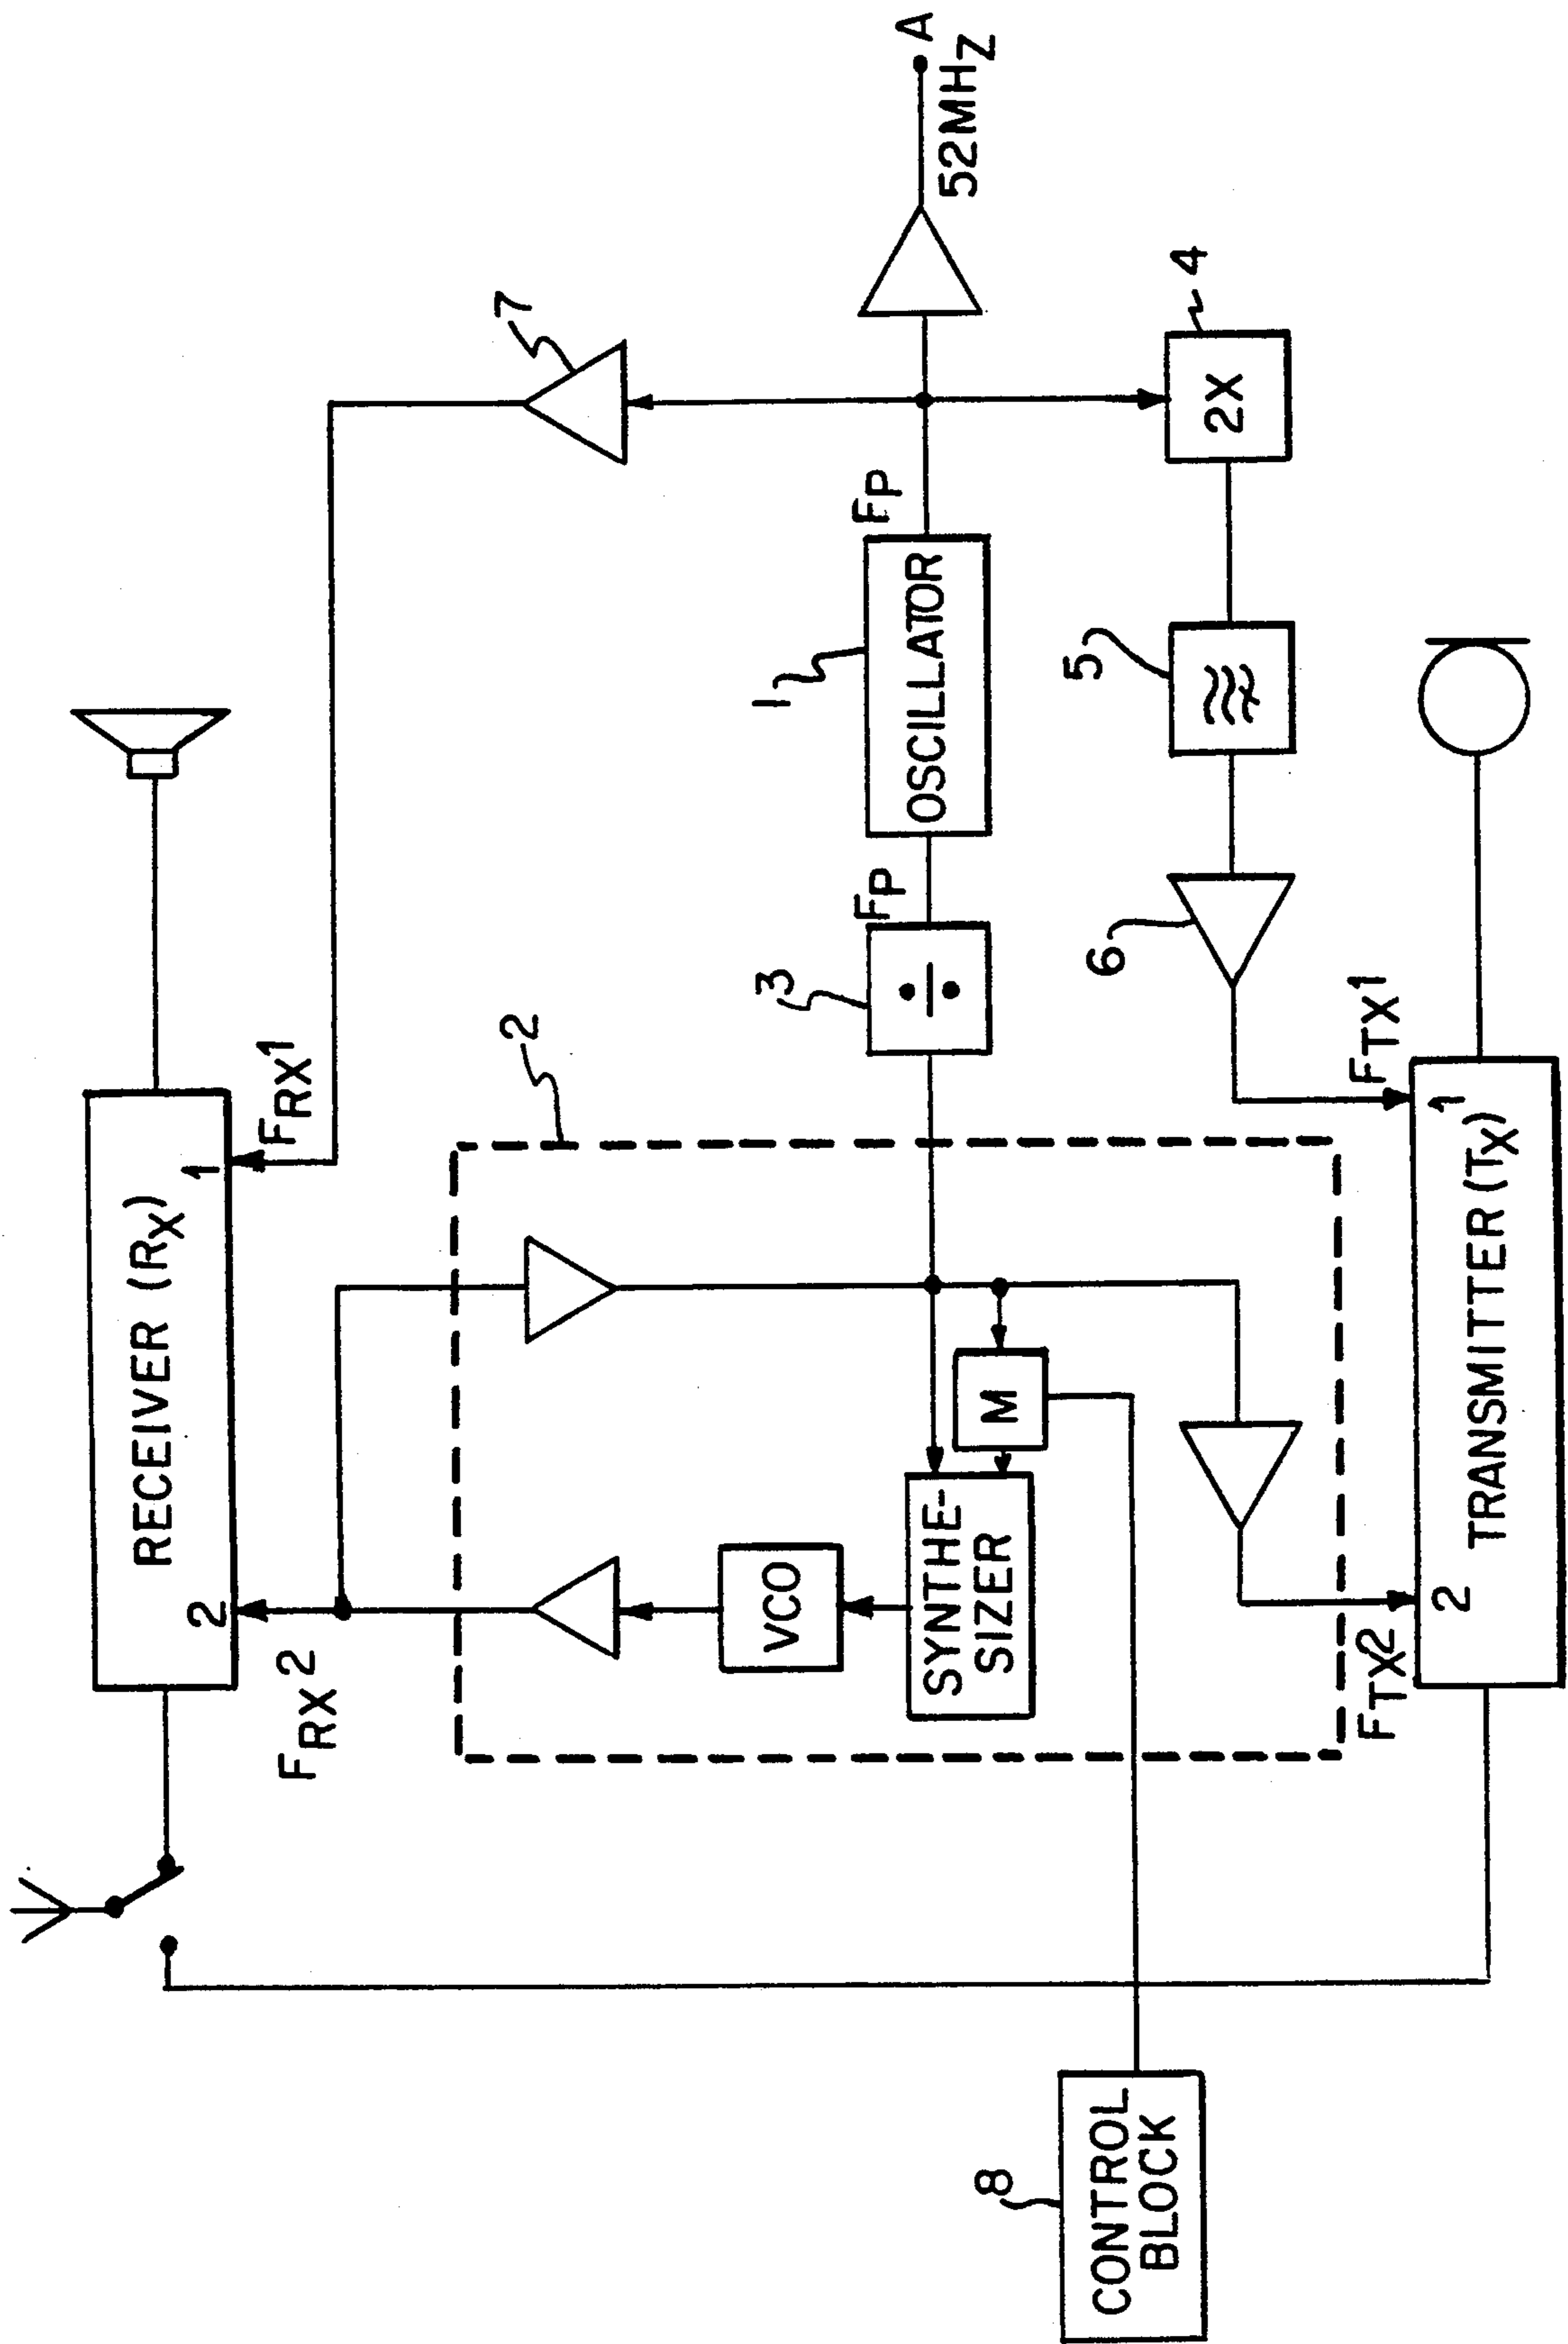 RECEIVER (RX)
2
1
FRX2
FRX1
2
VCO
SYNTHE-
SIZER
M
3
÷
FP
1
OSCILLATOR
FP
7
A
52MHZ
8
CONTROL
BLOCK
6
5
4
2X
FTX2
FTX1
2
1
TRANSMITTER (TX)